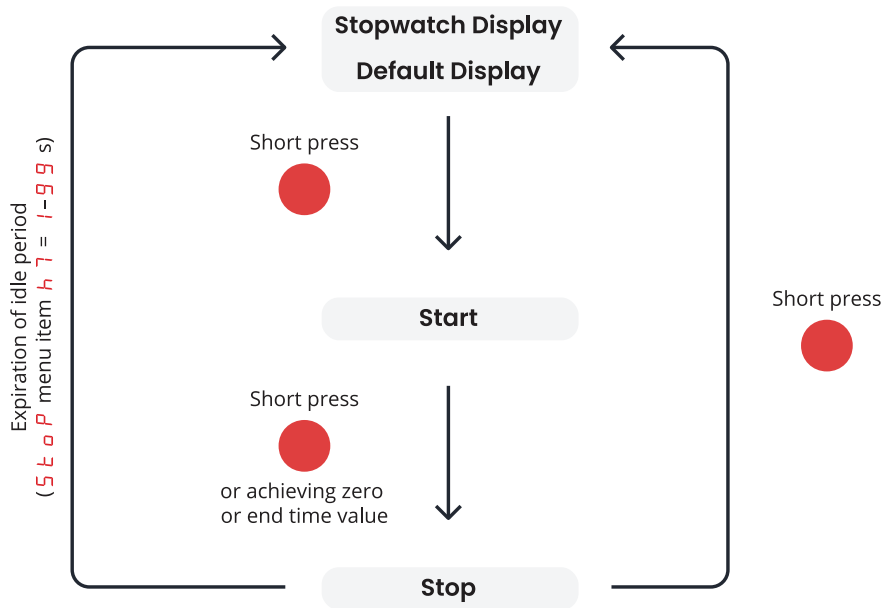 Stopwatch Display
Default Display
Short press
Start
Short press
or achieving zero
or end time value
Stop
Expiration of idle period
(StoP menu item h7 = 1-99 s)
Short press